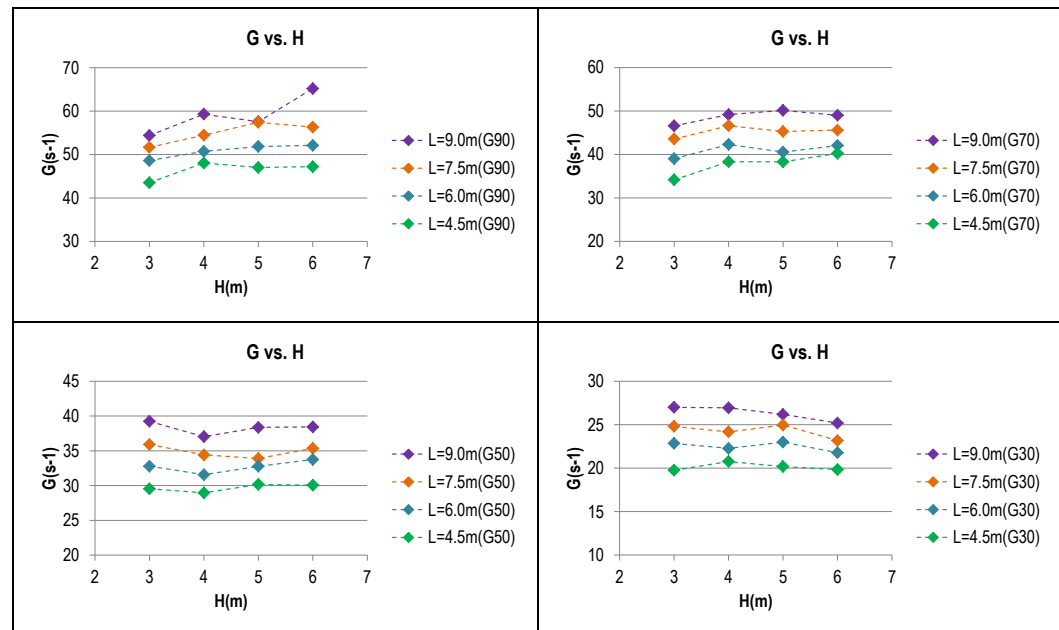 G vs. H
70
60
50
40
30
G(s-1)
2 3 4 5 6 7
H(m)
L=9.0m(G90)
L=7.5m(G90)
L=6.0m(G90)
L=4.5m(G90)
G vs. H
60
50
40
30
20
G(s-1)
2 3 4 5 6 7
H(m)
L=9.0m(G70)
L=7.5m(G70)
L=6.0m(G70)
L=4.5m(G70)
G vs. H
45
40
35
30
25
20
G(s-1)
2 3 4 5 6 7
H(m)
L=9.0m(G50)
L=7.5m(G50)
L=6.0m(G50)
L=4.5m(G50)
G vs. H
30
25
20
15
10
G(s-1)
2 3 4 5 6 7
H(m)
L=9.0m(G30)
L=7.5m(G30)
L=6.0m(G30)
L=4.5m(G30)